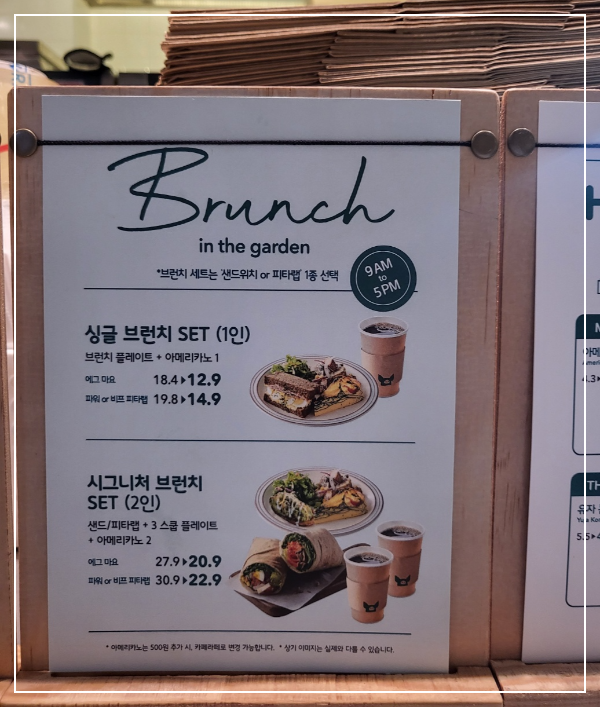 Brunch
in the garden
*브런치 세트는 '샌드위치 or 피타랩' 1종 선택
9AM
to
5PM
싱글 브런치 SET (1인)
브런치 플레이트 + 아메리카노 1
에그 마요 18.4▶12.9
파워 or 비프 피타랩 19.8▶14.9
시그니처 브런치
SET (2인)
샌드/피타랩 + 3 스쿱 플레이트
+ 아메리카노 2
에그 마요 27.9▶20.9
파워 or 비프 피타랩 30.9▶22.9
* 아메리카노는 500원 추가 시, 카페라떼로 변경 가능합니다. * 상기 이미지는 실제와 다를 수 있습니다.
유자
Yuja
5.5▶